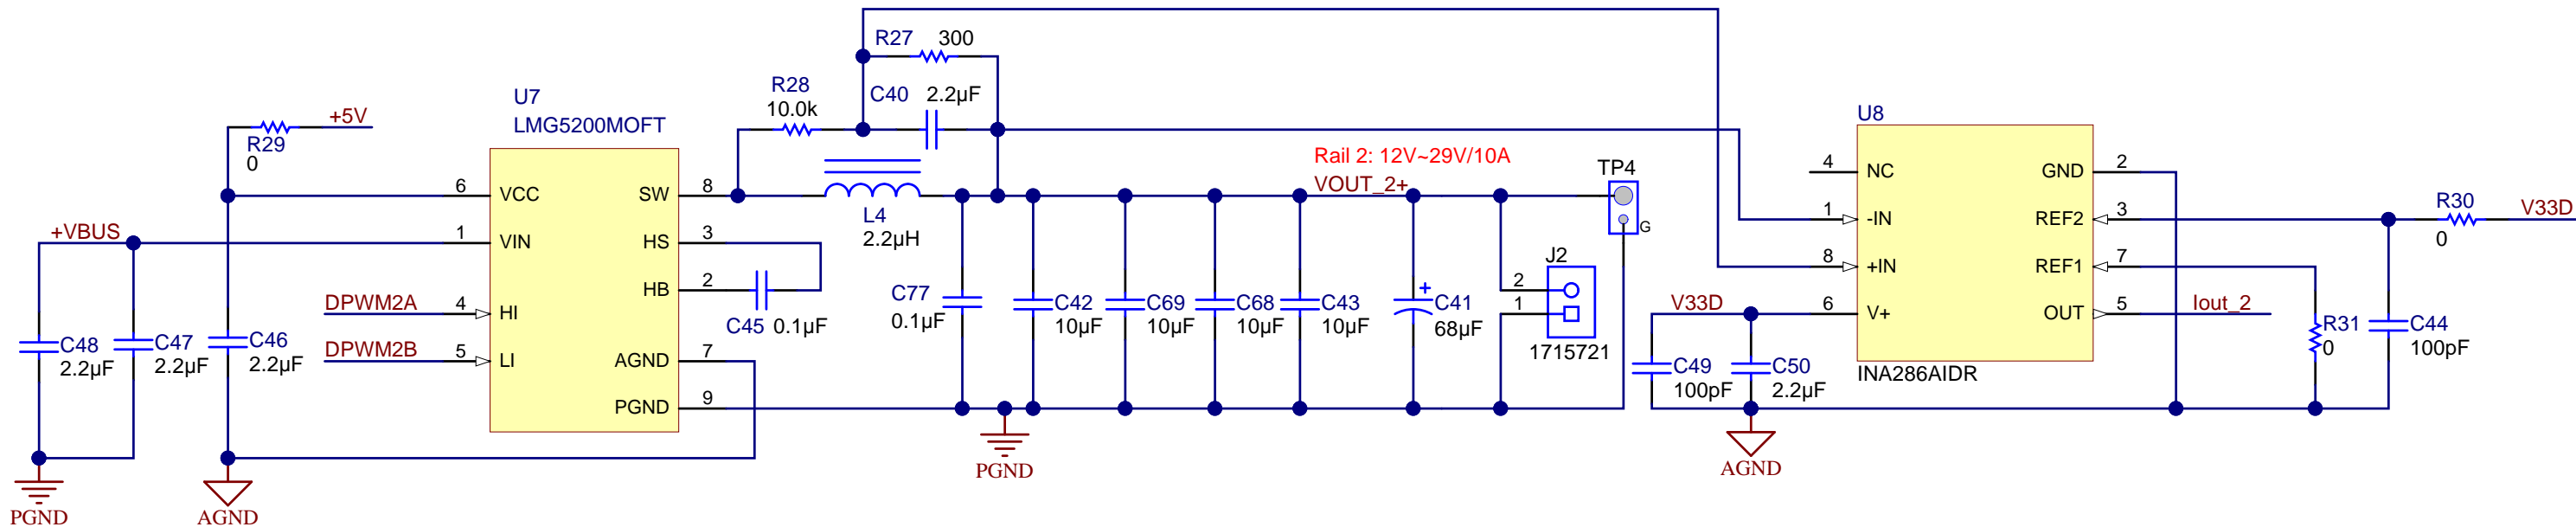 R27 300
R28
10.0k
C40 2.2µF
U7
LMG5200MOFT
+5V
R29
0
6 VCC
SW 8
+VBUS
1 VIN
HS 3
HB 2
DPWM2A
4 HI
C45 0.1µF
DPWM2B
5 LI
AGND 7
PGND 9
C48
2.2µF
C47
2.2µF
C46
2.2µF
PGND
AGND
L4
2.2µH
Rail 2: 12V~29V/10A
VOUT_2+
TP4
G
C77
0.1µF
C42
10µF
C69
10µF
C68
10µF
C43
10µF
+
C41
68µF
J2
2
1
1715721
PGND
U8
4 NC
GND 2
1 -IN
REF2 3
8 +IN
REF1 7
6 V+
OUT 5
INA286AIDR
V33D
C49
100pF
C50
2.2µF
AGND
R30
0
V33D
Iout_2
R31
0
C44
100pF